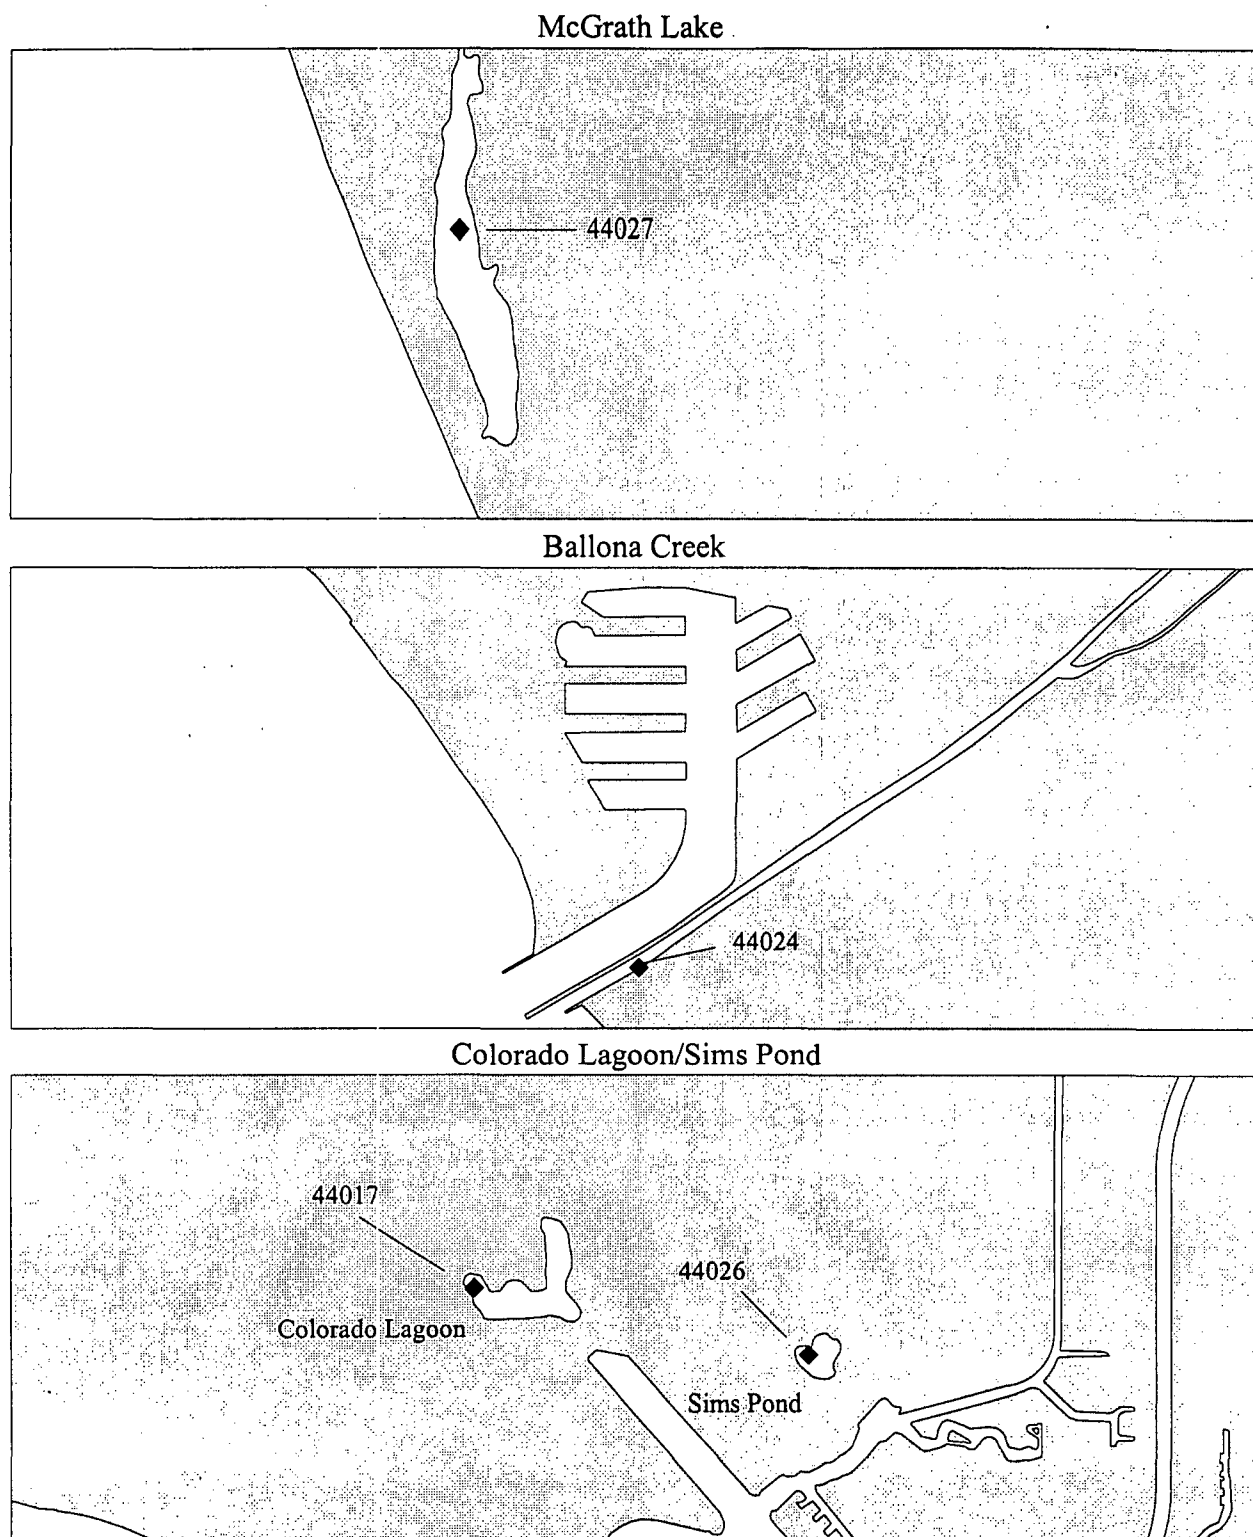 McGrath Lake
44027
Ballona Creek
44024
Colorado Lagoon/Sims Pond
44017
44026
Colorado Lagoon
Sims Pond